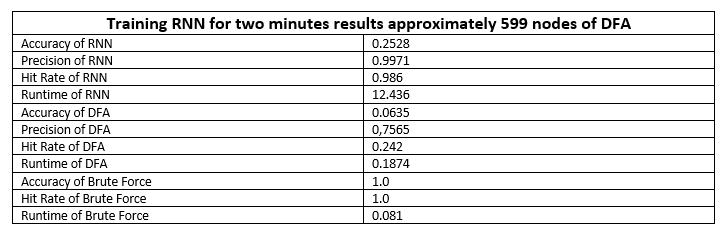 Training RNN for two minutes results approximately 599 nodes of DFA
Accuracy of RNN 0.2528
Precision of RNN 0.9971
Hit Rate of RNN 0.986
Runtime of RNN 12.436
Accuracy of DFA 0.0635
Precision of DFA 0,7565
Hit Rate of DFA 0.242
Runtime of DFA 0.1874
Accuracy of Brute Force 1.0
Hit Rate of Brute Force 1.0
Runtime of Brute Force 0.081